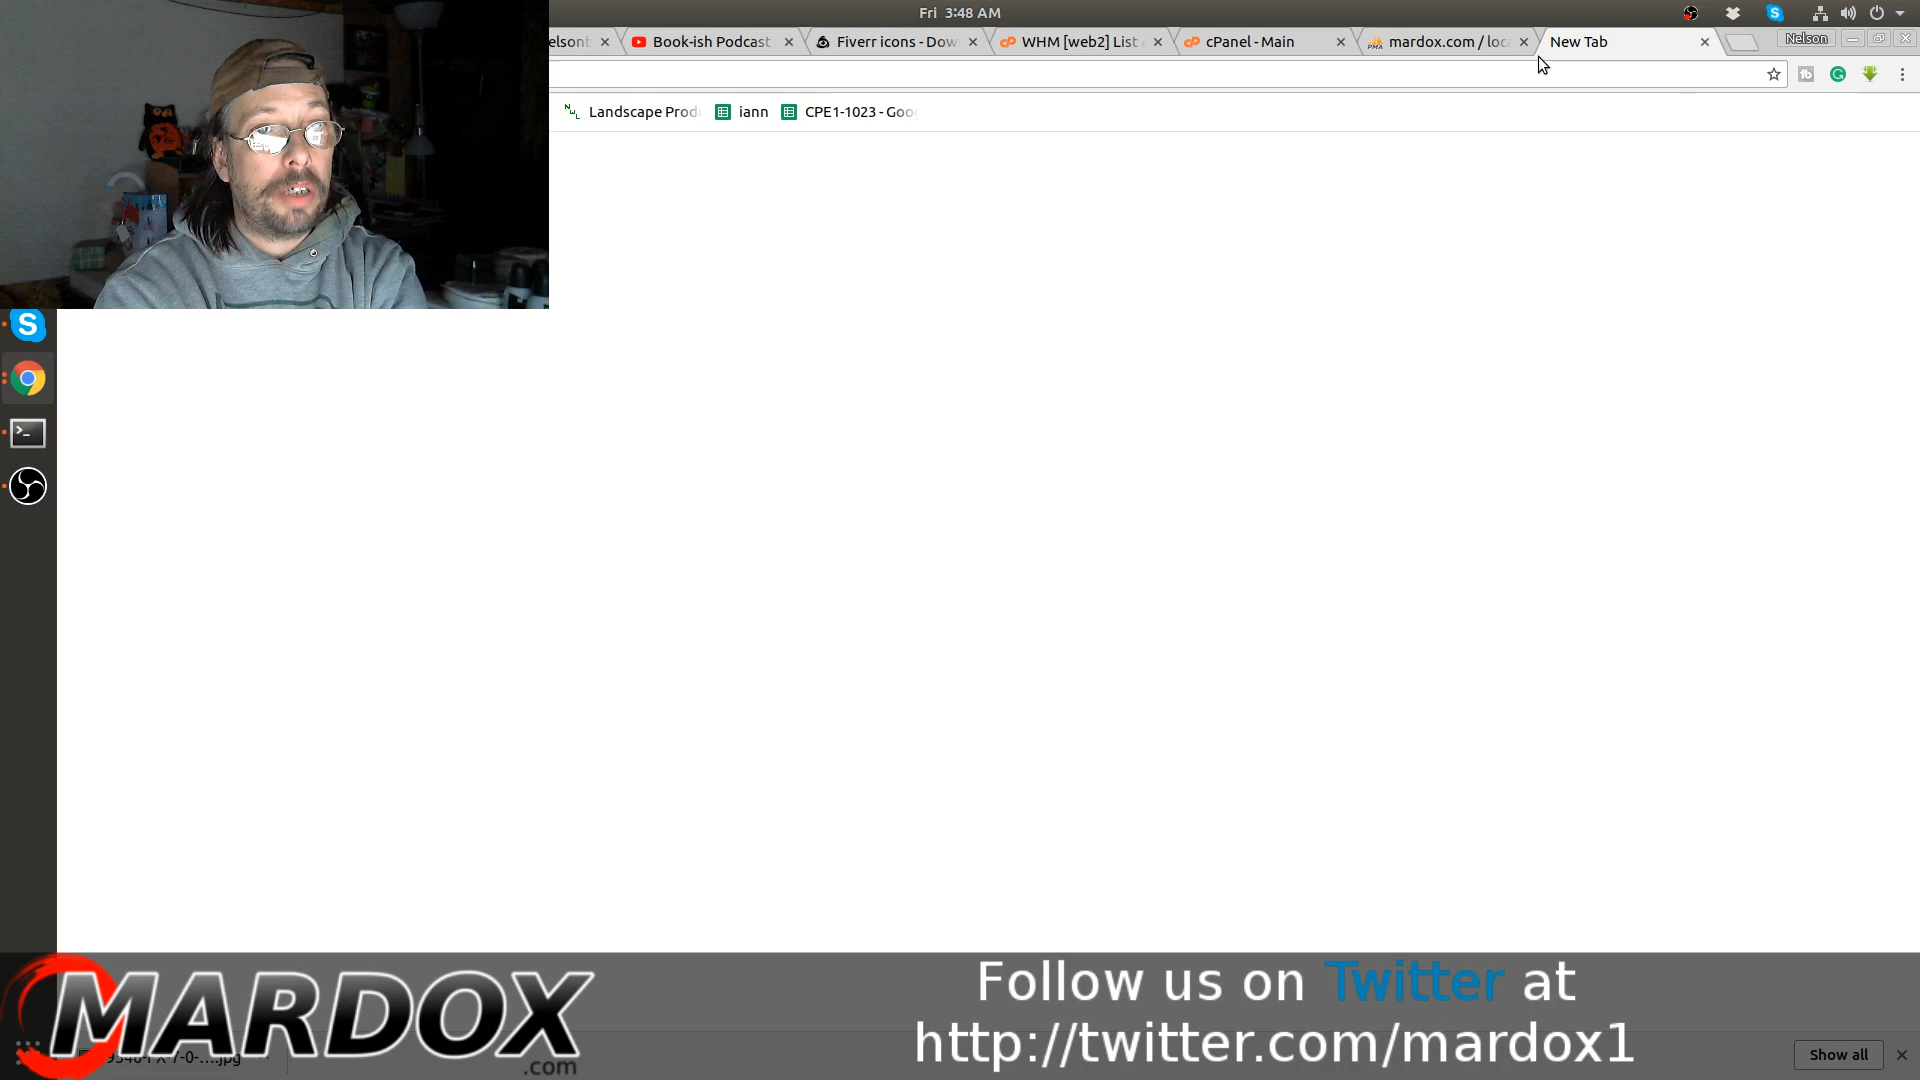 Fri 3:48 AM
elsonb
Book-ish Podcast
Fiverr icons - Dow
WHM [web2] List
cPanel - Main
PMA
mardox.com / loc
New Tab
Nelson
Landscape Prod
iann
CPE1-1023 - Goo
MARDOX
.com
Follow us on Twitter at
http://twitter.com/mardox1
Show all